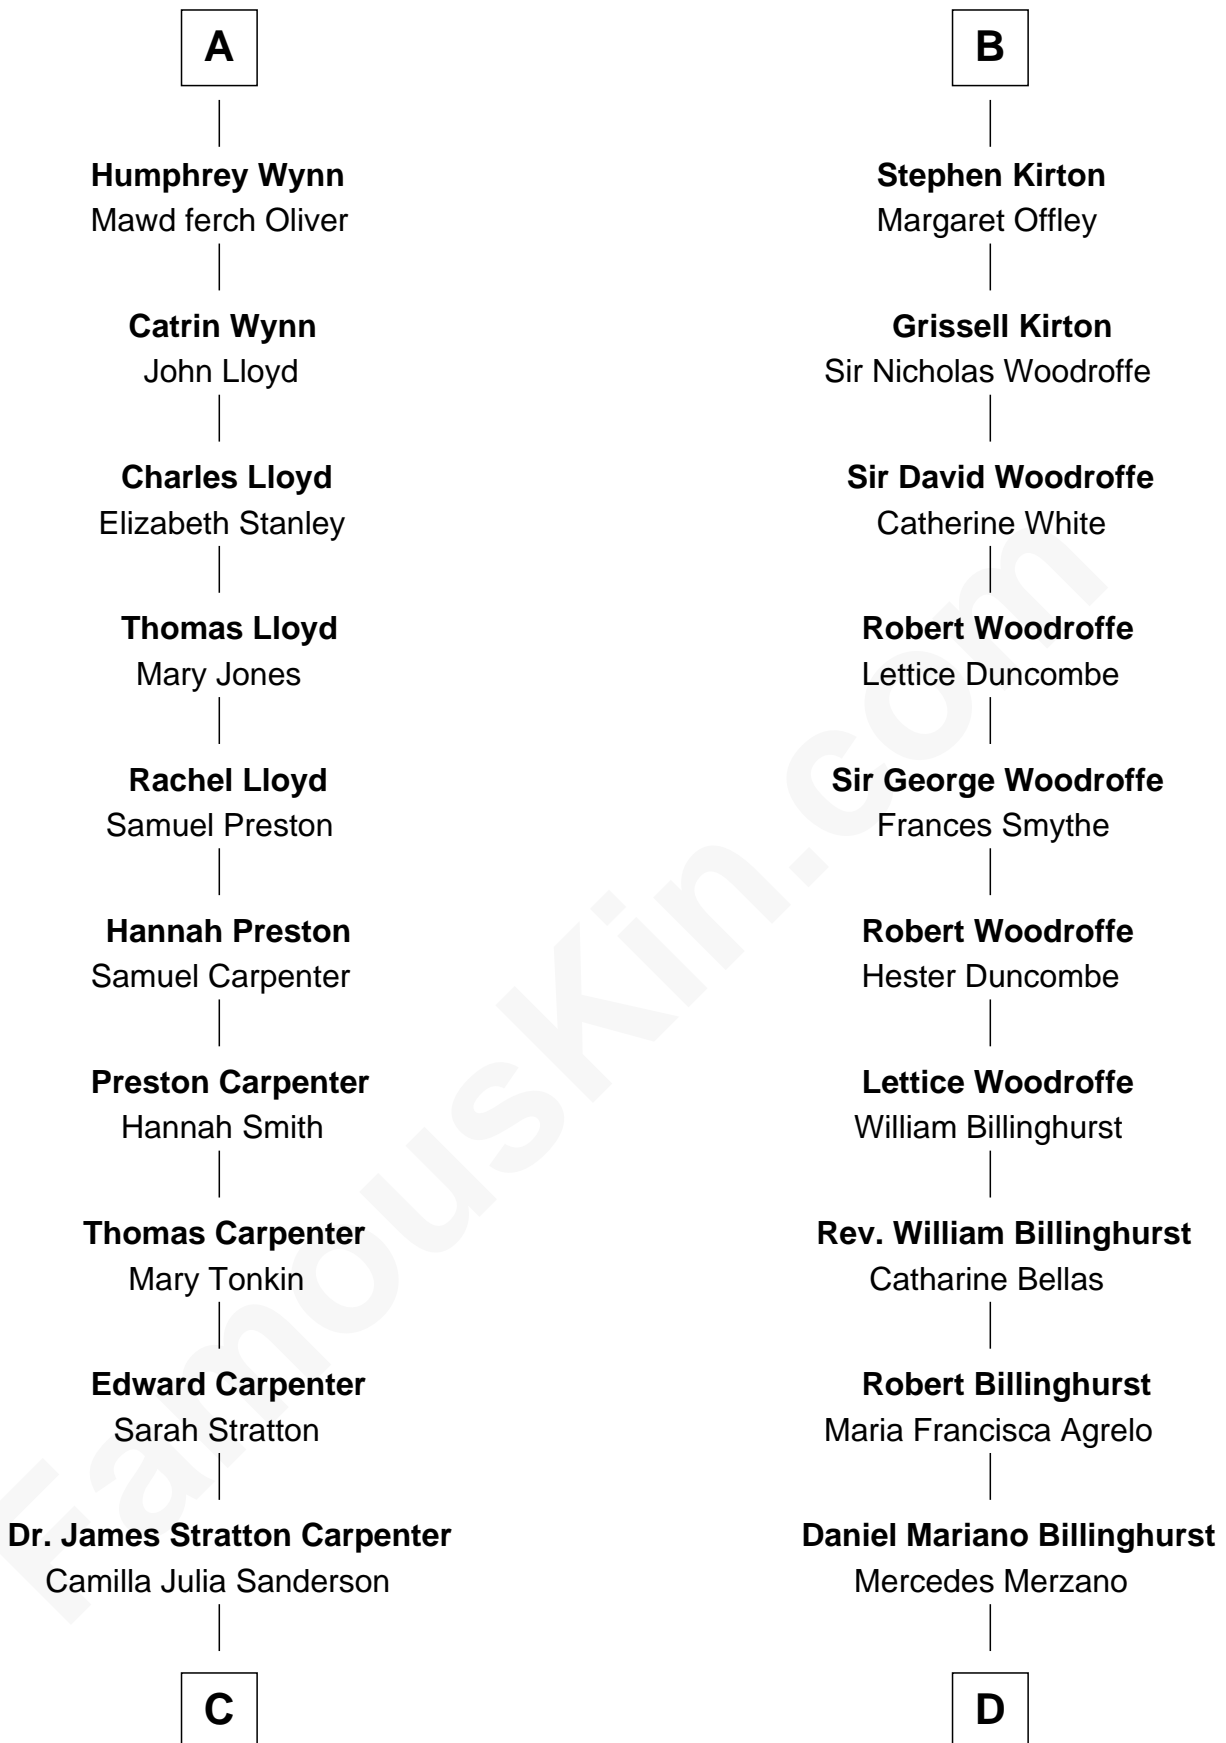 A
Humphrey Wynn
Mawd ferch Oliver
Catrin Wynn
John Lloyd
Charles Lloyd
Elizabeth Stanley
Thomas Lloyd
Mary Jones
Rachel Lloyd
Samuel Preston
Hannah Preston
Samuel Carpenter
Preston Carpenter
Hannah Smith
Thomas Carpenter
Mary Tonkin
Edward Carpenter
Sarah Stratton
Dr. James Stratton Carpenter
Camilla Julia Sanderson
C
B
Stephen Kirton
Margaret Offley
Grissell Kirton
Sir Nicholas Woodroffe
Sir David Woodroffe
Catherine White
Robert Woodroffe
Lettice Duncombe
Sir George Woodroffe
Frances Smythe
Robert Woodroffe
Hester Duncombe
Lettice Woodroffe
William Billinghurst
Rev. William Billinghurst
Catharine Bellas
Robert Billinghurst
Maria Francisca Agrelo
Daniel Mariano Billinghurst
Mercedes Merzano
D
FamousKin.com